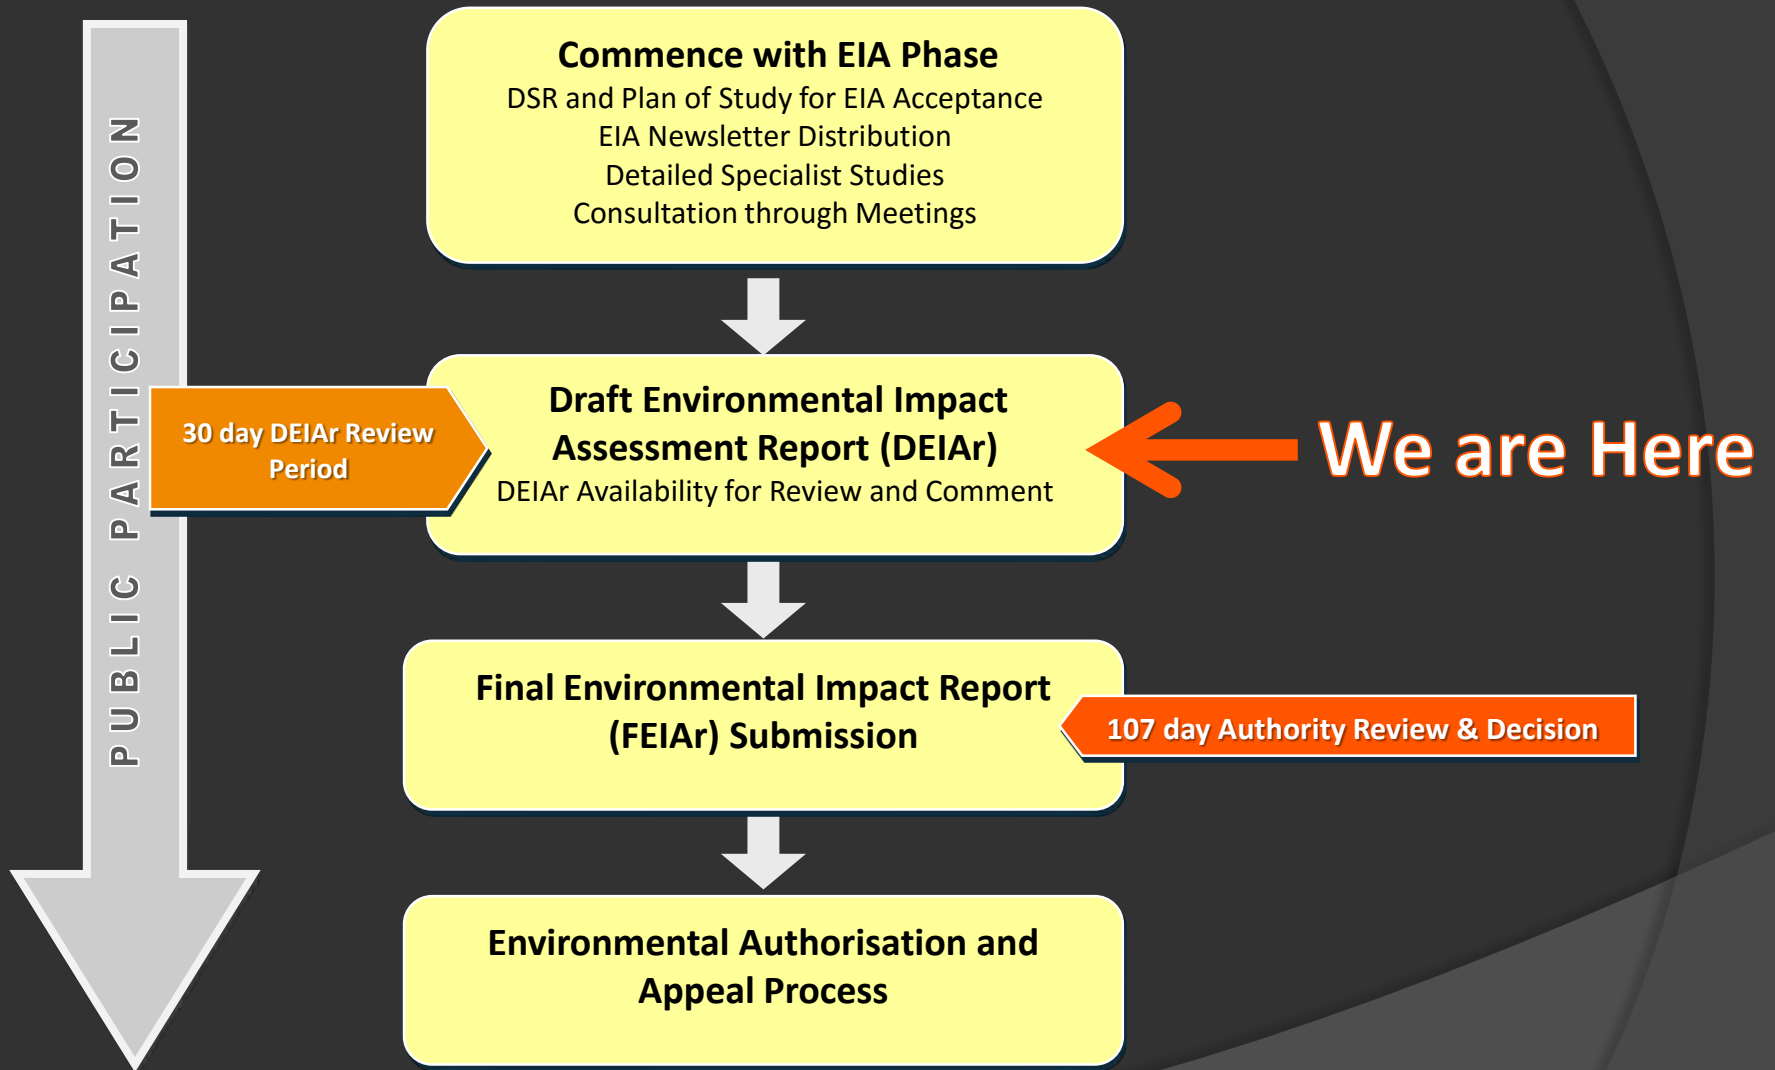 PUBLIC PARTICIPATION
Commence with EIA Phase
DSR and Plan of Study for EIA Acceptance
EIA Newsletter Distribution
Detailed Specialist Studies
Consultation through Meetings
30 day DEIAr Review
Period
Draft Environmental Impact
Assessment Report (DEIAr)
DEIAr Availability for Review and Comment
We are Here
Final Environmental Impact Report
(FEIAr) Submission
107 day Authority Review & Decision
Environmental Authorisation and
Appeal Process